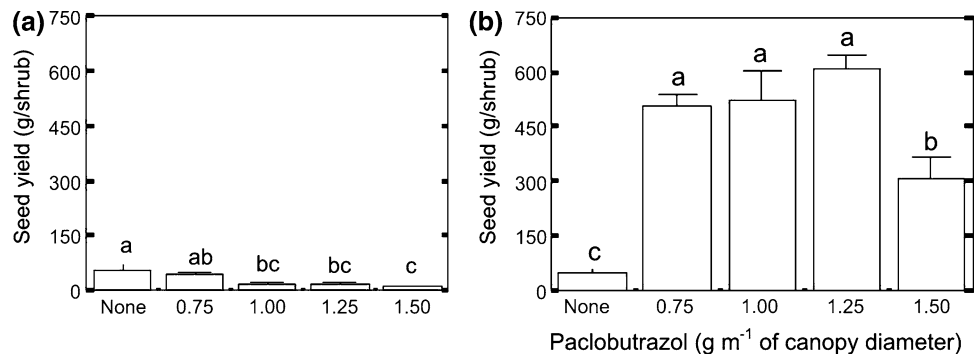 (a)
Seed yield (g/shrub)
750
600
450
300
150
0
a
ab
bc
bc
c
None 0.75 1.00 1.25 1.50
(b)
Seed yield (g/shrub)
750
600
450
300
150
0
c
a
a
a
b
None 0.75 1.00 1.25 1.50
Paclobutrazol (g m⁻¹ of canopy diameter)